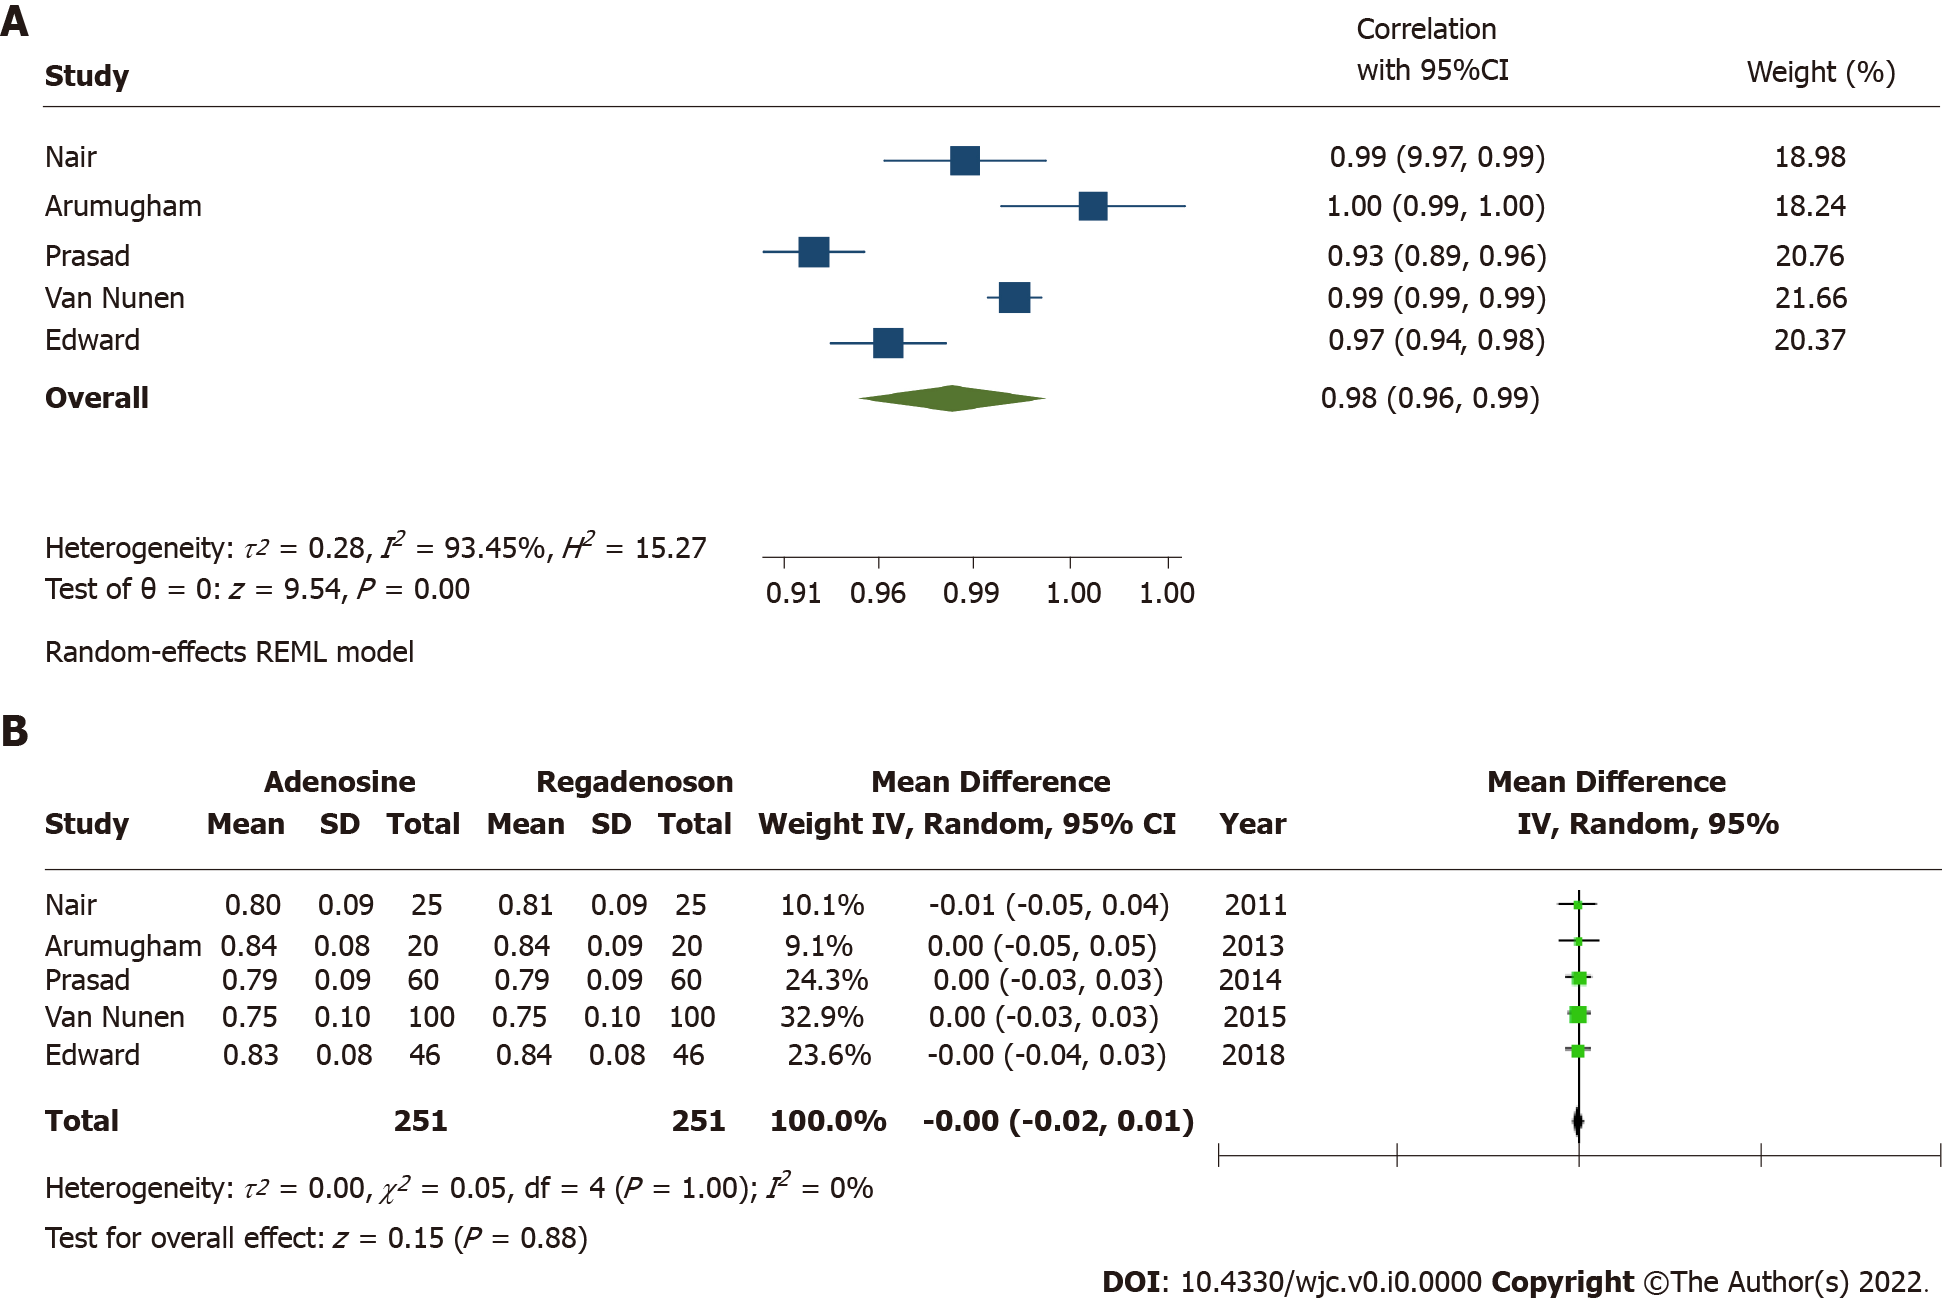 A
Correlation
Study with 95%CI Weight (%)
Nair 0.99 (9.97, 0.99) 18.98
Arumugham 1.00 (0.99, 1.00) 18.24
Prasad 0.93 (0.89, 0.96) 20.76
Van Nunen 0.99 (0.99, 0.99) 21.66
Edward 0.97 (0.94, 0.98) 20.37
Overall 0.98 (0.96, 0.99)
Heterogeneity: τ² = 0.28, I² = 93.45%, H² = 15.27
Test of θ = 0: z = 9.54, P = 0.00
0.91 0.96 0.99 1.00 1.00
Random-effects REML model
B
Adenosine Regadenoson Mean Difference Mean Difference
Study Mean SD Total Mean SD Total Weight IV, Random, 95% CI Year IV, Random, 95%
Nair 0.80 0.09 25 0.81 0.09 25 10.1% -0.01 (-0.05, 0.04) 2011
Arumugham 0.84 0.08 20 0.84 0.09 20 9.1% 0.00 (-0.05, 0.05) 2013
Prasad 0.79 0.09 60 0.79 0.09 60 24.3% 0.00 (-0.03, 0.03) 2014
Van Nunen 0.75 0.10 100 0.75 0.10 100 32.9% 0.00 (-0.03, 0.03) 2015
Edward 0.83 0.08 46 0.84 0.08 46 23.6% -0.00 (-0.04, 0.03) 2018
Total 251 251 100.0% -0.00 (-0.02, 0.01)
Heterogeneity: τ² = 0.00, χ² = 0.05, df = 4 (P = 1.00); I² = 0%
Test for overall effect: z = 0.15 (P = 0.88)
DOI: 10.4330/wjc.v0.i0.0000 Copyright ©The Author(s) 2022.